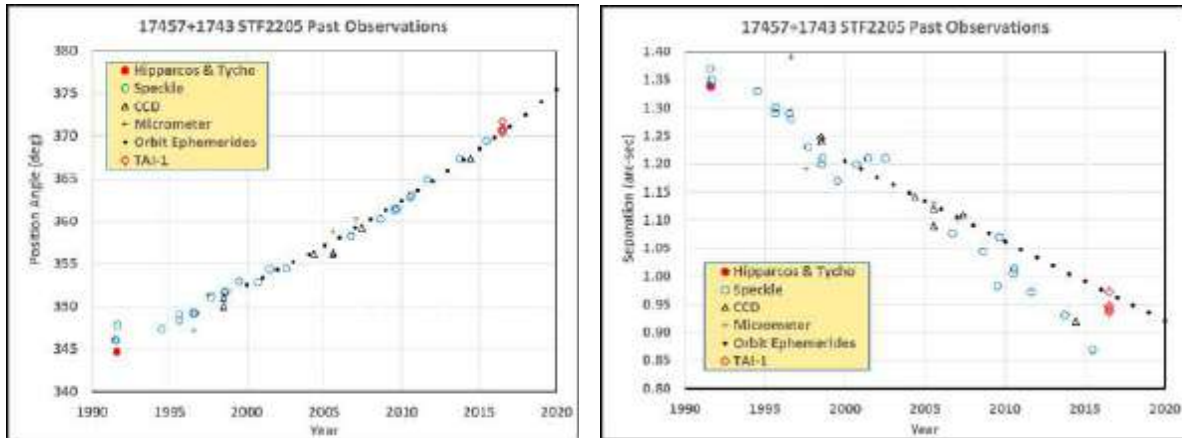 17457+1743 STF2205 Past Observations
380
375
370
365
360
355
350
345
340
Position Angle (deg)
Hipparcos & Tycho
Speckle
CCD
Micrometer
Orbit Ephemerides
TAI-1
1990 1995 2000 2005 2010 2015 2020
Year
17457+1743 STF2205 Past Observations
1.40
1.35
1.30
1.25
1.20
1.15
1.10
1.05
1.00
0.95
0.90
0.85
0.80
Separation (arc-sec)
Hipparcos & Tycho
Speckle
CCD
Micrometer
Orbit Ephemerides
TAI-1
1990 1995 2000 2005 2010 2015 2020
Year